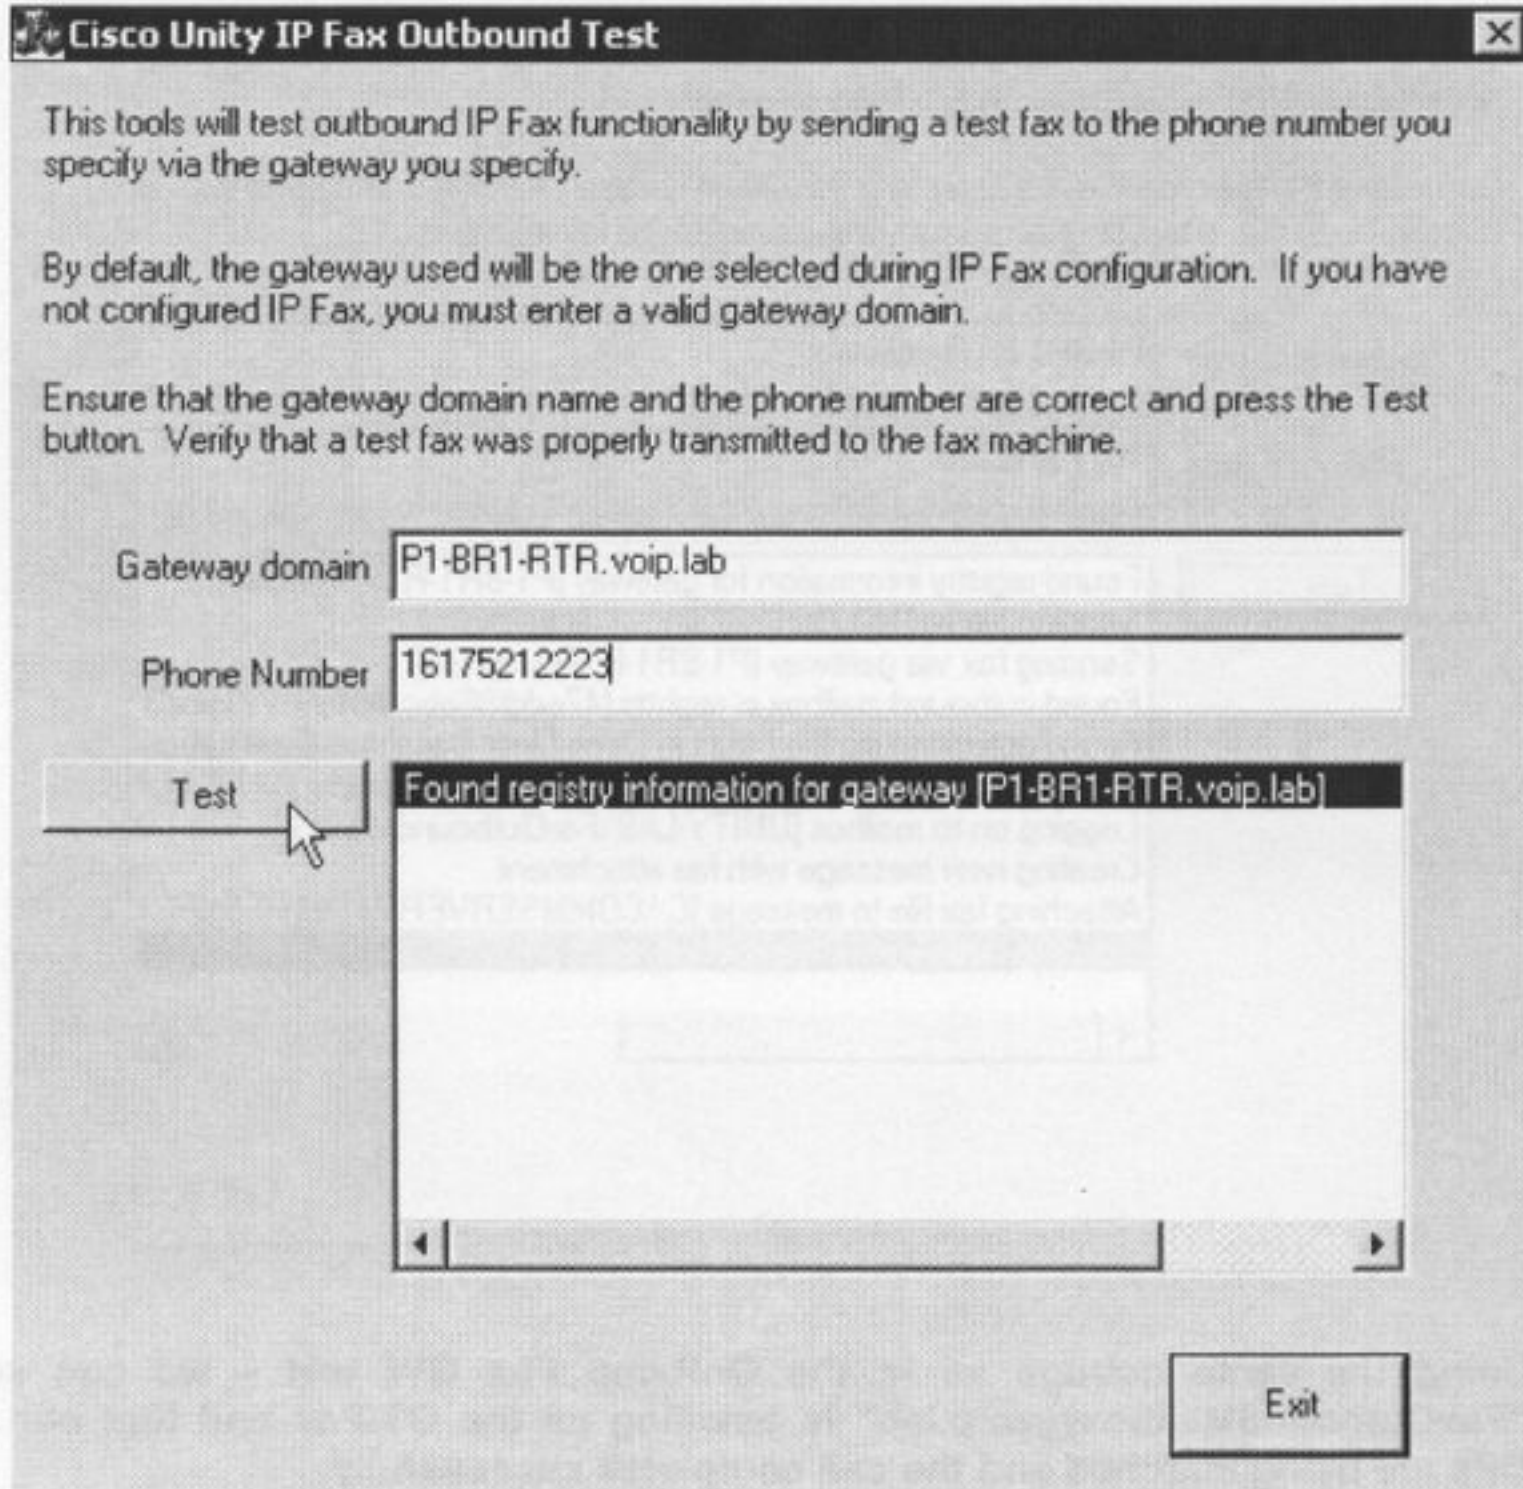 Cisco Unity IP Fax Outbound Test
This tools will test outbound IP Fax functionality by sending a test fax to the phone number you
specify via the gateway you specify.
By default, the gateway used will be the one selected during IP Fax configuration. If you have
not configured IP Fax, you must enter a valid gateway domain.
Ensure that the gateway domain name and the phone number are correct and press the Test
button. Verify that a test fax was properly transmitted to the fax machine.
Gateway domain P1-BR1-RTR.voip.lab
Phone Number 16175212223
Test
Found registry information for gateway [P1-BR1-RTR.voip.lab]
Exit